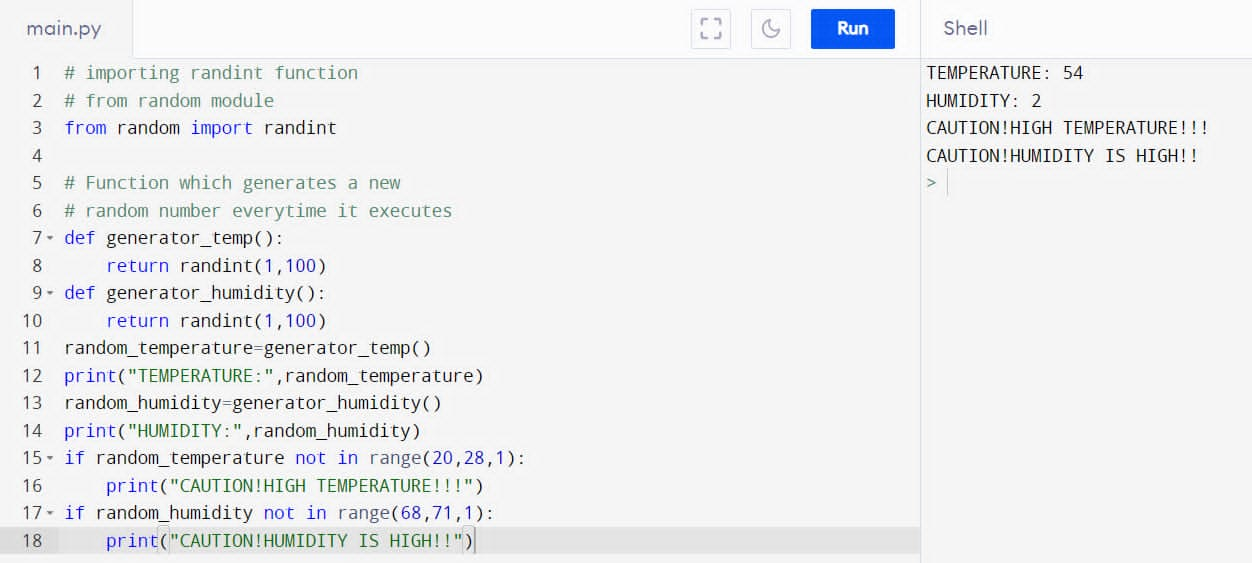 main.py
Run
Shell
1 # importing randint function
2 # from random module
3 from random import randint
4
5 # Function which generates a new
6 # random number everytime it executes
7 def generator_temp():
8     return randint(1,100)
9 def generator_humidity():
10     return randint(1,100)
11 random_temperature=generator_temp()
12 print("TEMPERATURE:",random_temperature)
13 random_humidity=generator_humidity()
14 print("HUMIDITY:",random_humidity)
15 if random_temperature not in range(20,28,1):
16     print("CAUTION!HIGH TEMPERATURE!!!")
17 if random_humidity not in range(68,71,1):
18     print("CAUTION!HUMIDITY IS HIGH!!")
TEMPERATURE: 54
HUMIDITY: 2
CAUTION!HIGH TEMPERATURE!!!
CAUTION!HUMIDITY IS HIGH!!
>